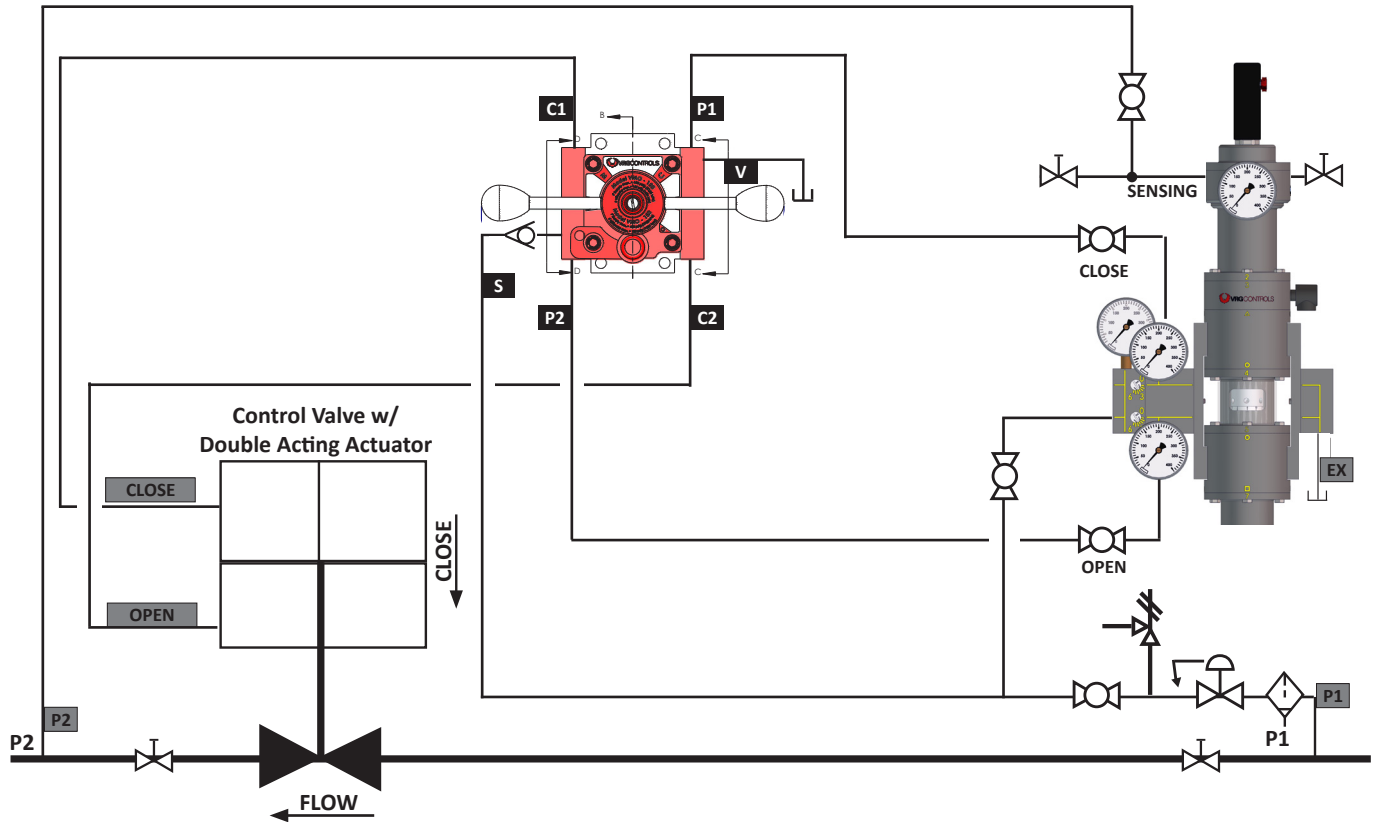 C1
P1
B
D
C
VRGCONTROLS
V
SENSING
CLOSE
S
D
C
P2
C2
VRGCONTROLS
Control Valve w/
Double Acting Actuator
CLOSE
CLOSE
EX
OPEN
OPEN
P2
P1
P2
P1
FLOW